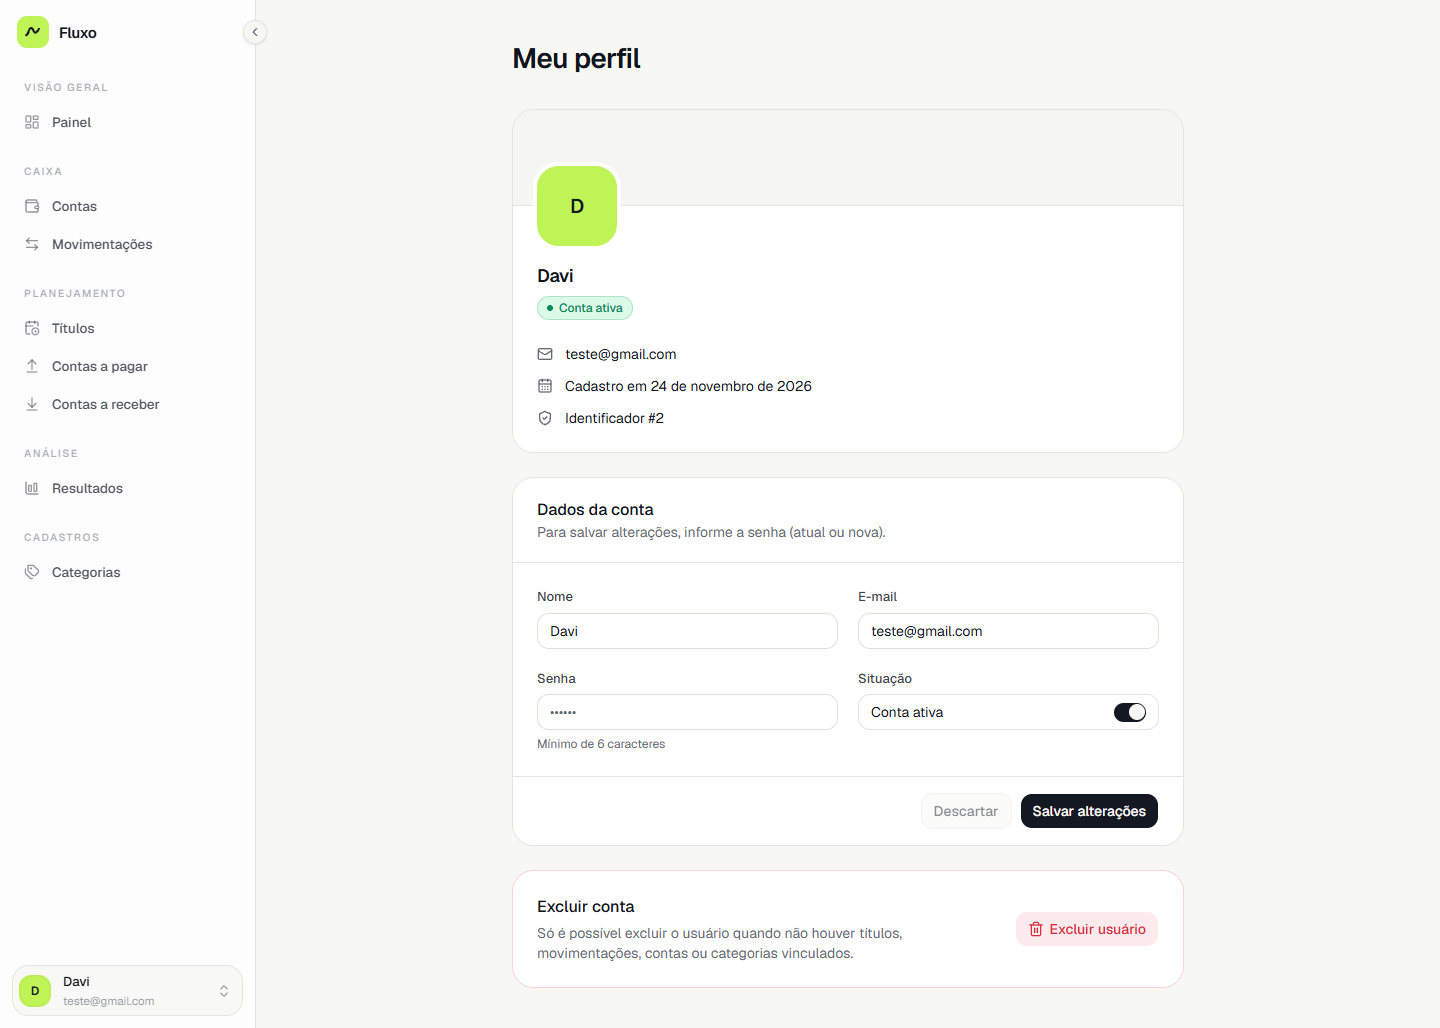 Fluxo
VISÃO GERAL
Painel
CAIXA
Contas
Movimentações
PLANEJAMENTO
Títulos
Contas a pagar
Contas a receber
ANÁLISE
Resultados
CADASTROS
Categorias
D
Davi
teste@gmail.com
Meu perfil
D
Davi
Conta ativa
teste@gmail.com
Cadastro em 24 de novembro de 2026
Identificador #2
Dados da conta
Para salvar alterações, informe a senha (atual ou nova).
Nome
Davi
E-mail
teste@gmail.com
Senha
••••••
Mínimo de 6 caracteres
Situação
Conta ativa
Descartar
Salvar alterações
Excluir conta
Só é possível excluir o usuário quando não houver títulos,
movimentações, contas ou categorias vinculados.
Excluir usuário